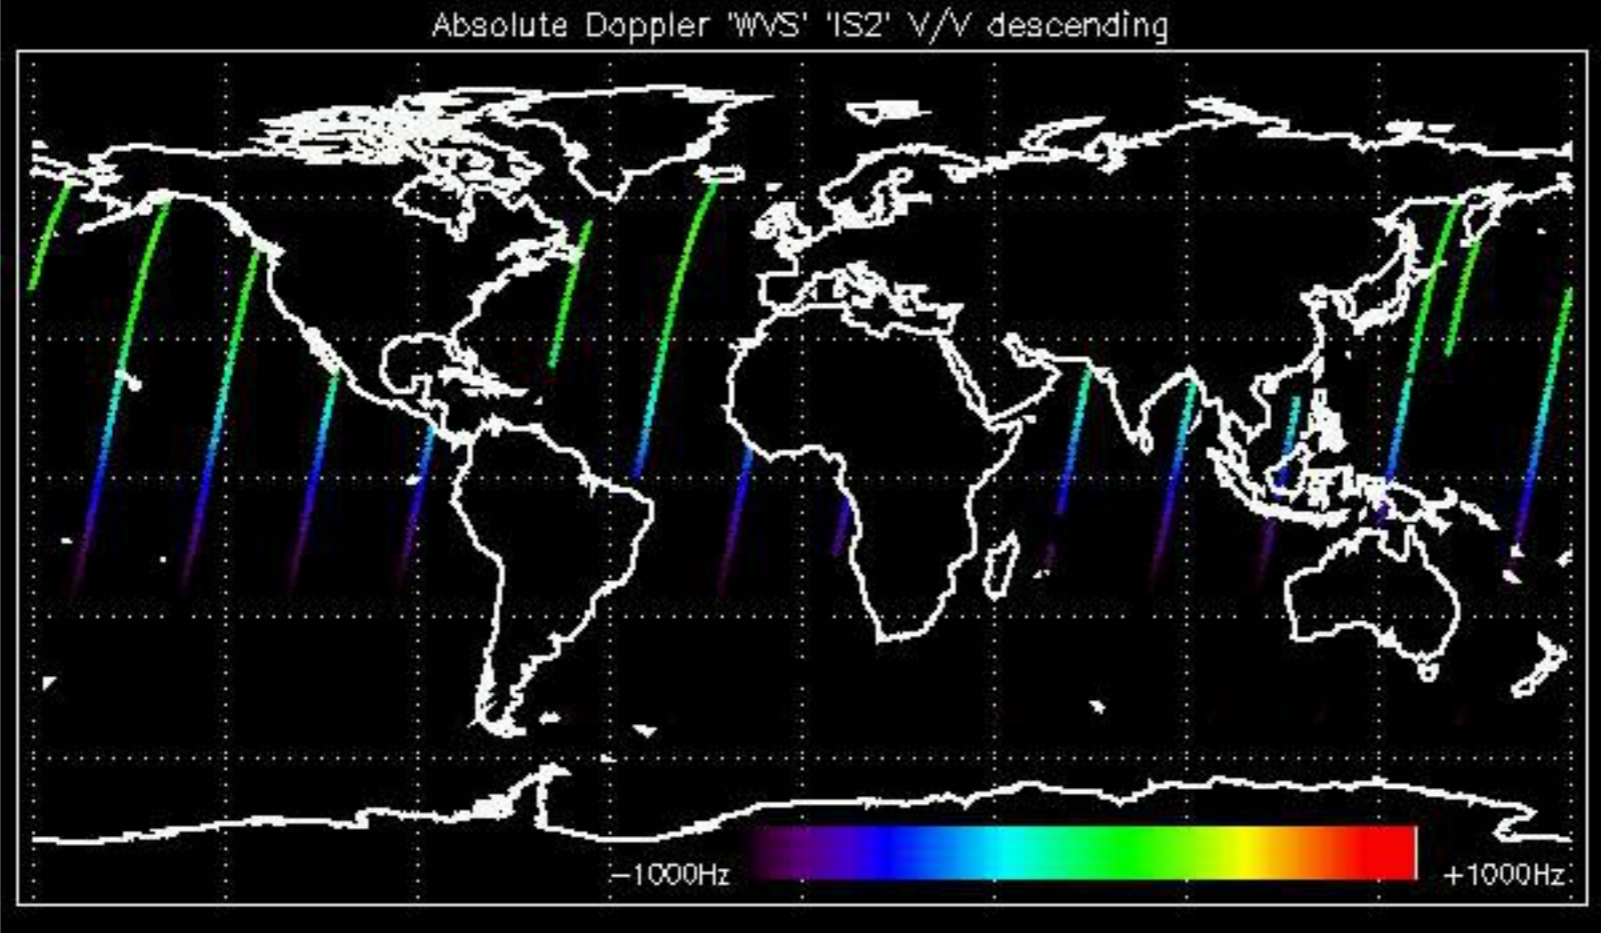 Absolute Doppler 'WVS' 'IS2' V/V descending
−1000Hz +1000Hz